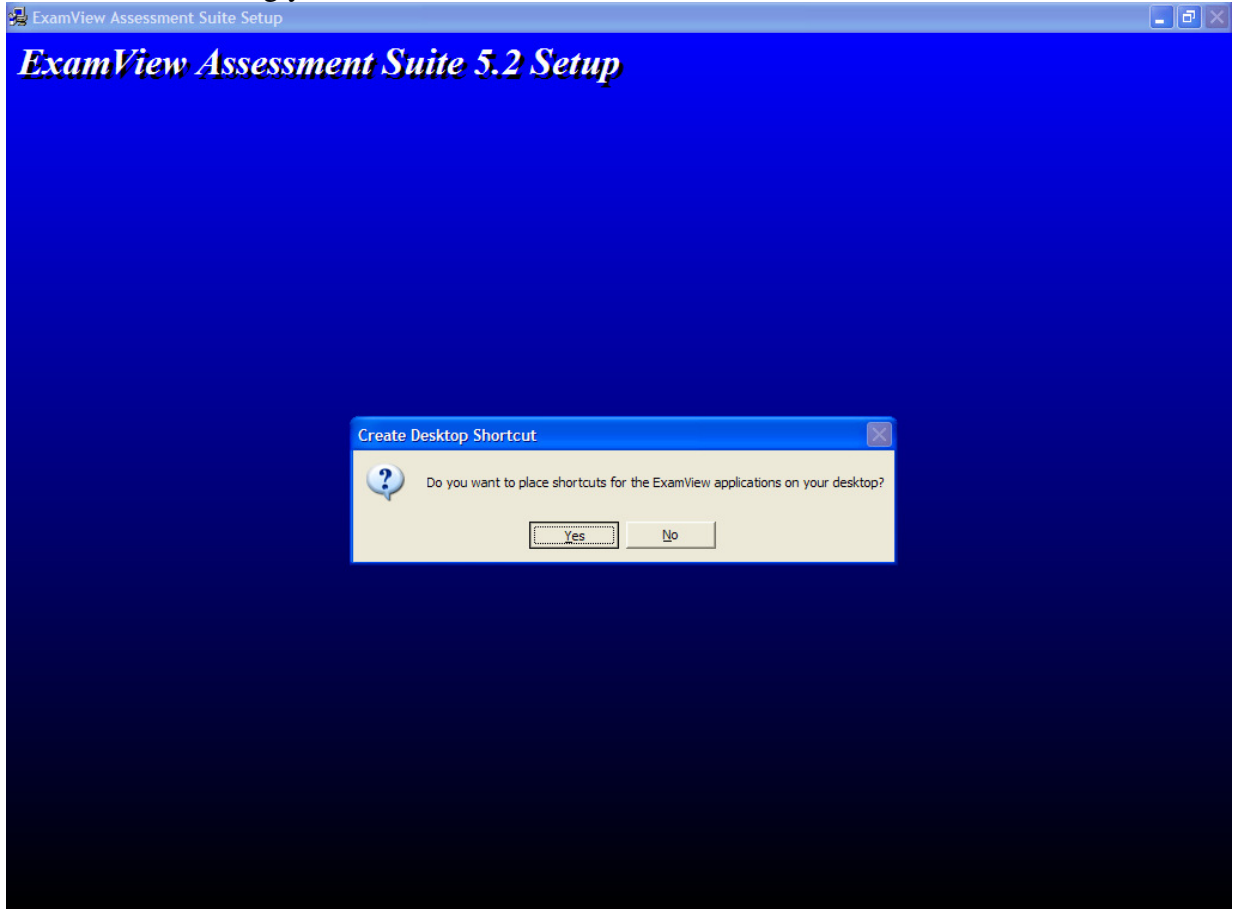 ExamView Assessment Suite Setup
ExamView Assessment Suite 5.2 Setup
Create Desktop Shortcut
Do you want to place shortcuts for the ExamView applications on your desktop?
Yes No